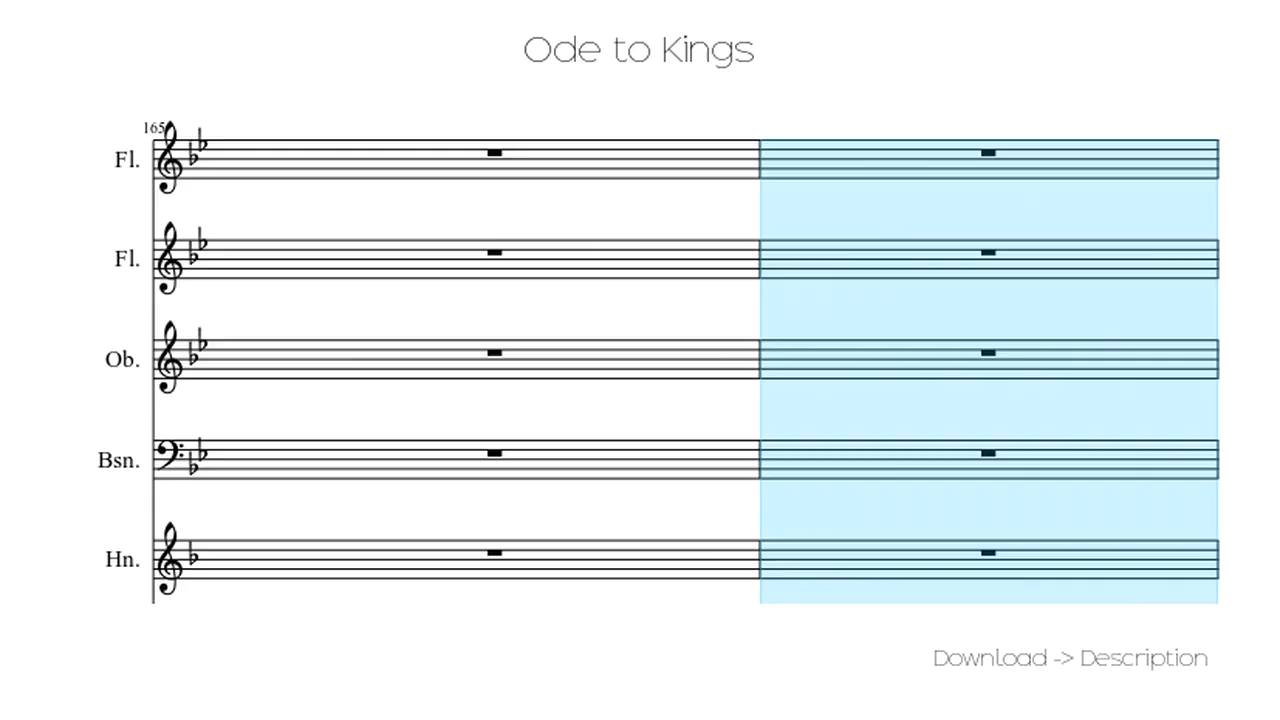 Ode to Kings
165
Fl.
Fl.
Ob.
Bsn.
Hn.
Download -> Description